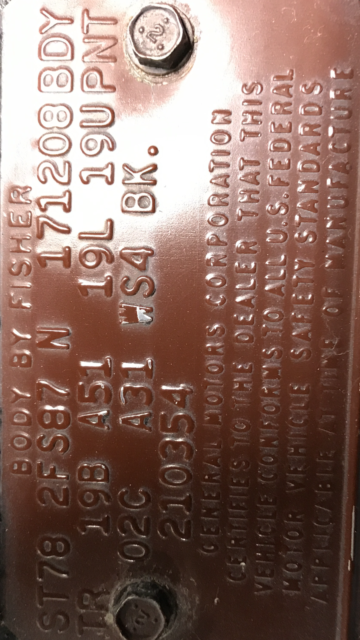 BODY BY FISHER
ST78 2FS87 N 171208 BDY
TR 19B A51 19L 19U PNT
02C A31 WS4 BK.
210354
GENERAL MOTORS CORPORATION
CERTIFIES TO THE DEALER THAT THIS
VEHICLE CONFORMS TO ALL U.S. FEDERAL
MOTOR VEHICLE SAFETY STANDARDS
APPLICABLE AT TIME OF MANUFACTURE